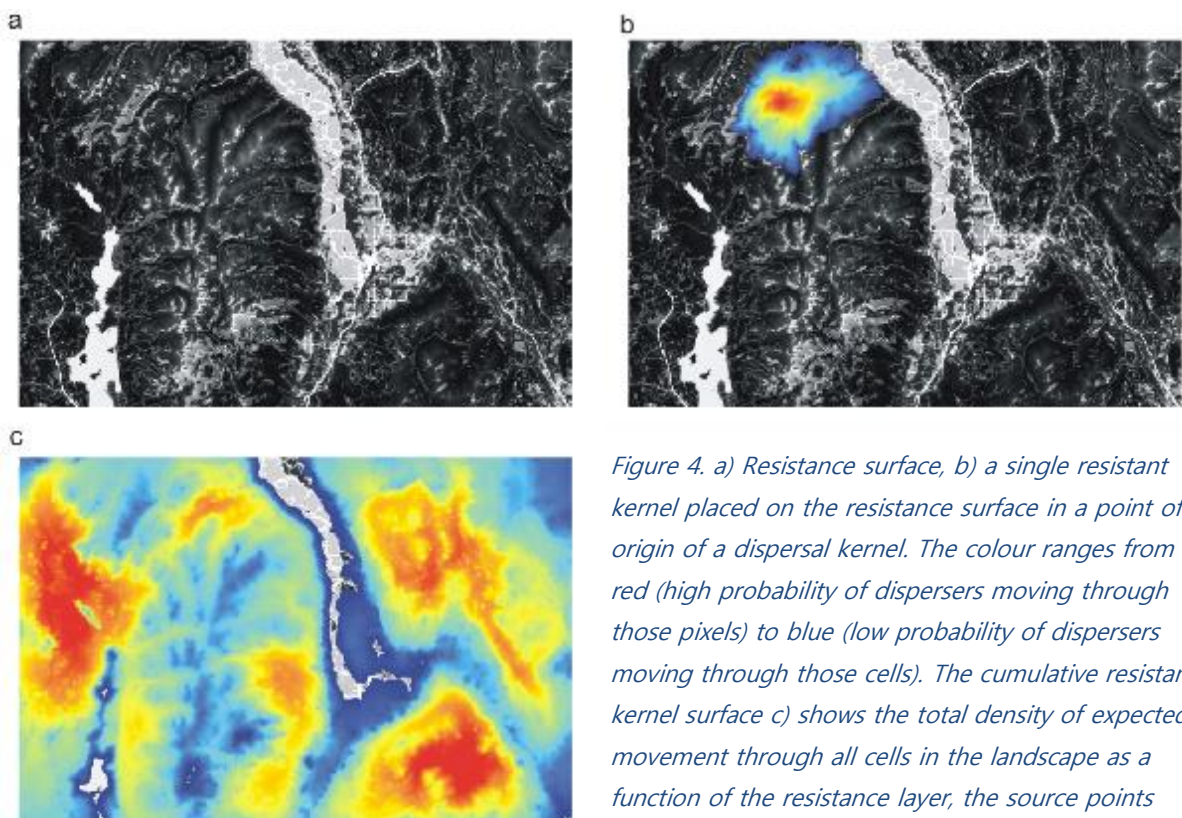 a
b
c
Figure 4. a) Resistance surface, b) a single resistant
kernel placed on the resistance surface in a point of
origin of a dispersal kernel. The colour ranges from
red (high probability of dispersers moving through
those pixels) to blue (low probability of dispersers
moving through those cells). The cumulative resistan
kernel surface c) shows the total density of expected
movement through all cells in the landscape as a
function of the resistance layer, the source points